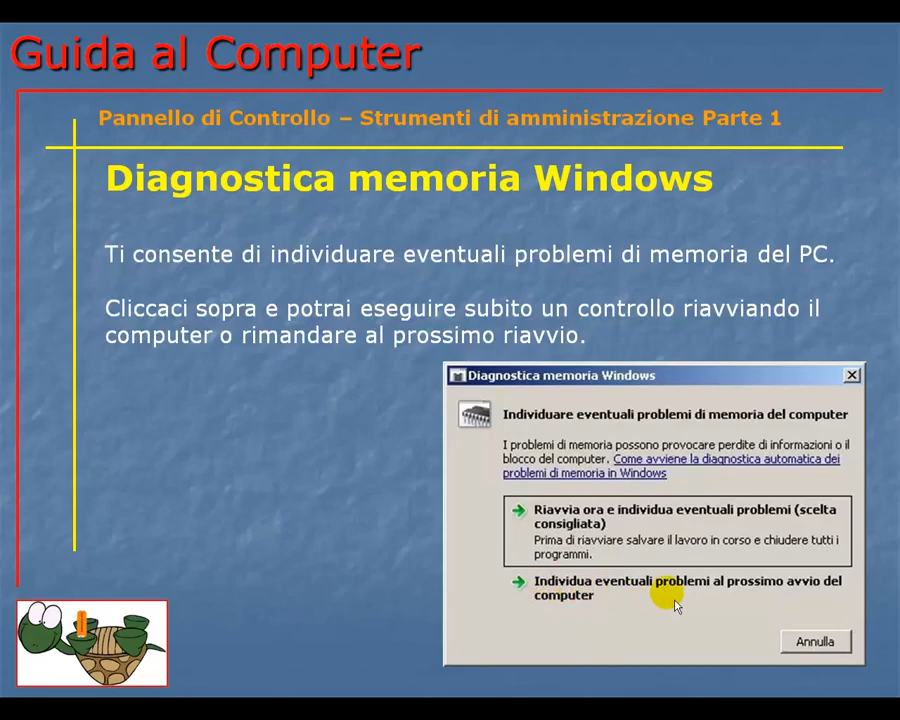 Guida al Computer
Pannello di Controllo – Strumenti di amministrazione Parte 1
Diagnostica memoria Windows
Ti consente di individuare eventuali problemi di memoria del PC.
Cliccaci sopra e potrai eseguire subito un controllo riavviando il
computer o rimandare al prossimo riavvio.
Diagnostica memoria Windows
Individuare eventuali problemi di memoria del computer
I problemi di memoria possono provocare perdite di informazioni o il
blocco del computer. Come avviene la diagnostica automatica dei
problemi di memoria in Windows
Riavvia ora e individua eventuali problemi (scelta
consigliata)
Prima di riavviare salvare il lavoro in corso e chiudere tutti i
programmi.
Individua eventuali problemi al prossimo avvio del
computer
Annulla